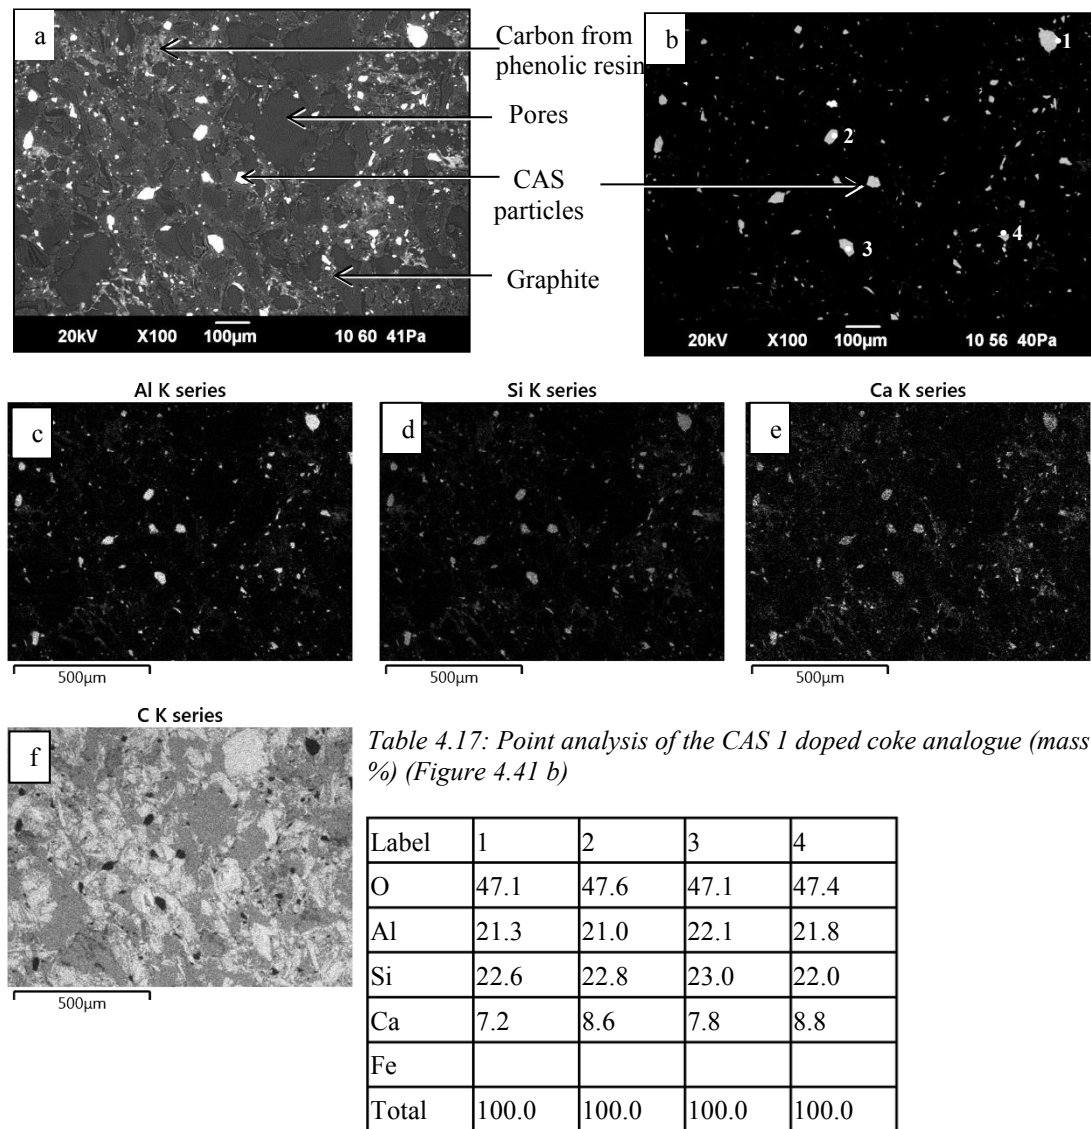 a
Carbon from
phenolic resin
Pores
CAS
particles
Graphite
20kV X100 100µm 10 60 41Pa
b
1
2
3
4
20kV X100 100µm 10 56 40Pa
Al K series
c
500µm
Si K series
d
500µm
Ca K series
e
500µm
C K series
f
500µm
Table 4.17: Point analysis of the CAS 1 doped coke analogue (mass
%) (Figure 4.41 b)
Label 1 2 3 4
O 47.1 47.6 47.1 47.4
Al 21.3 21.0 22.1 21.8
Si 22.6 22.8 23.0 22.0
Ca 7.2 8.6 7.8 8.8
Fe
Total 100.0 100.0 100.0 100.0